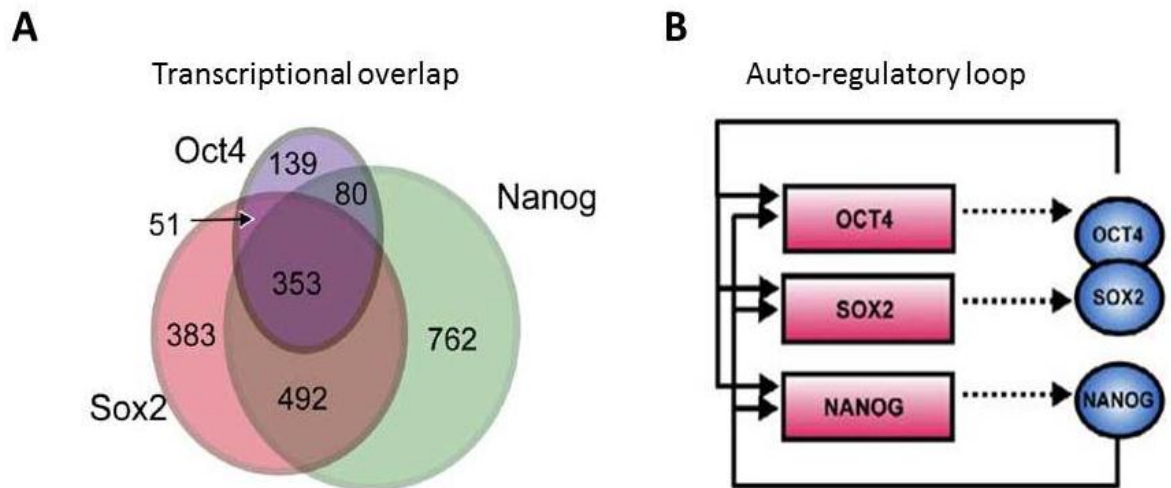 A
Transcriptional overlap
Oct4
139
80
Nanog
51
353
383
762
Sox2
492
B
Auto-regulatory loop
OCT4
OCT4
SOX2
SOX2
NANOG
NANOG